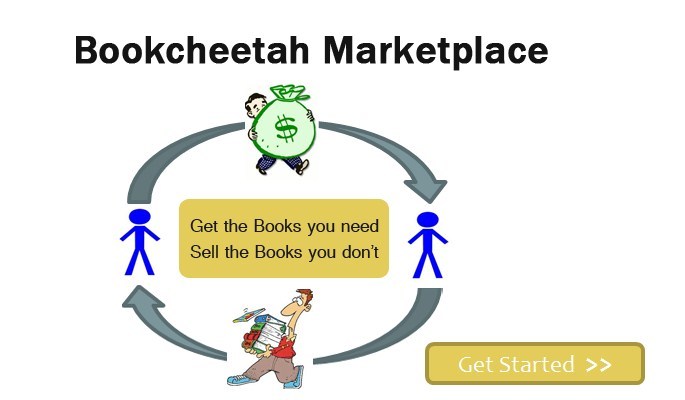 Bookcheetah Marketplace
$
Get the Books you need
Sell the Books you don't
Get Started >>